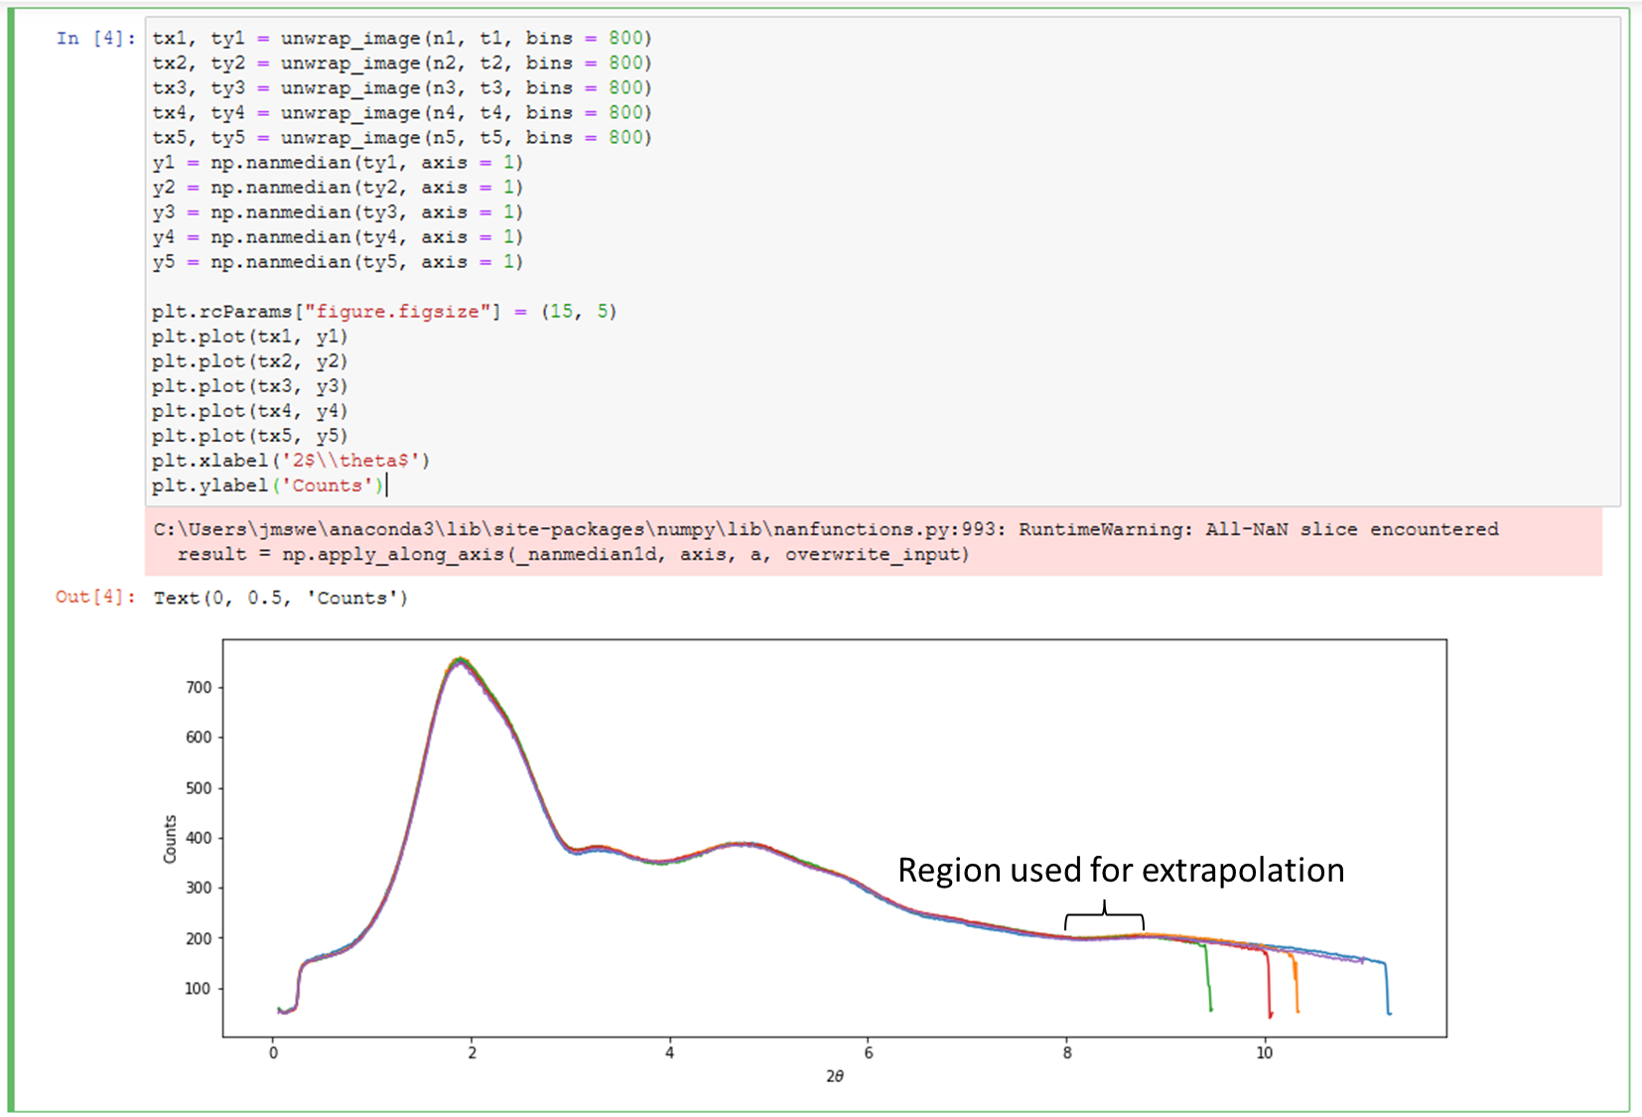 In [4]:
tx1, ty1 = unwrap_image(n1, t1, bins = 800)
tx2, ty2 = unwrap_image(n2, t2, bins = 800)
tx3, ty3 = unwrap_image(n3, t3, bins = 800)
tx4, ty4 = unwrap_image(n4, t4, bins = 800)
tx5, ty5 = unwrap_image(n5, t5, bins = 800)
y1 = np.nanmedian(ty1, axis = 1)
y2 = np.nanmedian(ty2, axis = 1)
y3 = np.nanmedian(ty3, axis = 1)
y4 = np.nanmedian(ty4, axis = 1)
y5 = np.nanmedian(ty5, axis = 1)
plt.rcParams["figure.figsize"] = (15, 5)
plt.plot(tx1, y1)
plt.plot(tx2, y2)
plt.plot(tx3, y3)
plt.plot(tx4, y4)
plt.plot(tx5, y5)
plt.xlabel('2$\\theta$')
plt.ylabel('Counts')
C:\Users\jmswe\anaconda3\lib\site-packages\numpy\lib\nanfunctions.py:993: RuntimeWarning: All-NaN slice encountered
result = np.apply_along_axis(_nanmedian1d, axis, a, overwrite_input)
Out[4]: Text(0, 0.5, 'Counts')
700
600
500
400
300
200
100
Counts
Region used for extrapolation
0 2 4 6 8 10
2θ